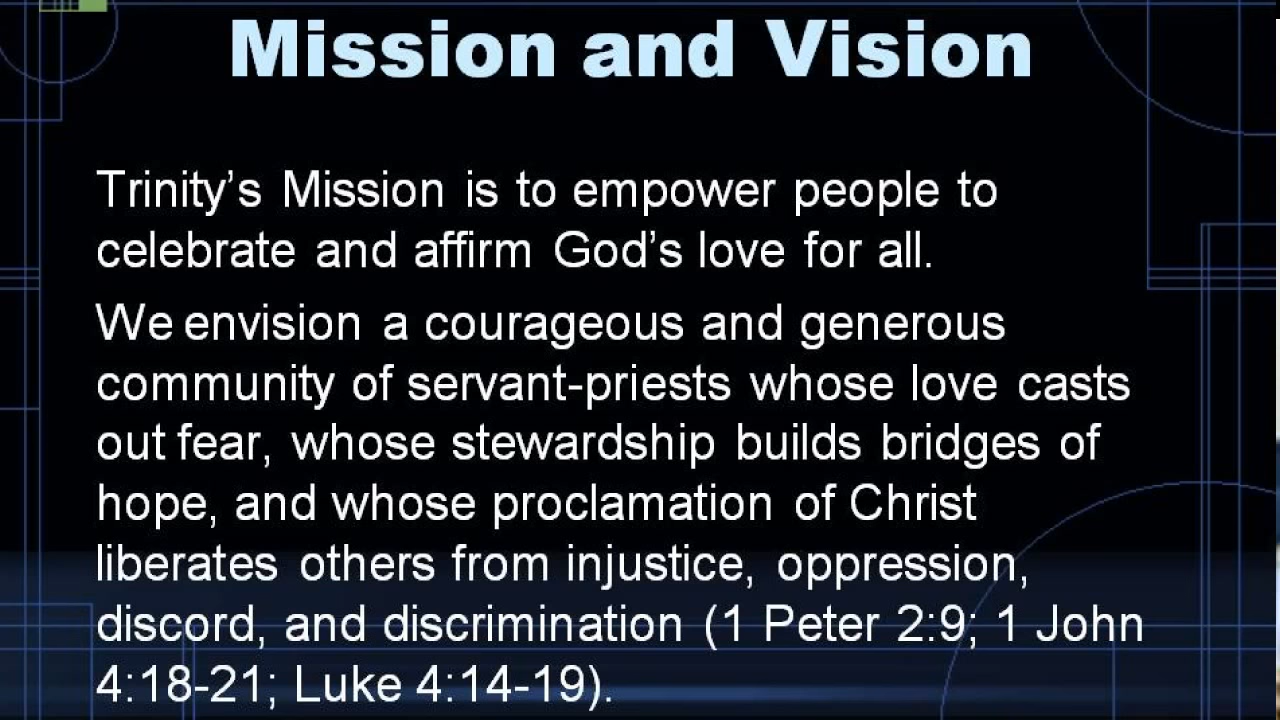 Mission and Vision
Trinity’s Mission is to empower people to
celebrate and affirm God’s love for all.
We envision a courageous and generous
community of servant-priests whose love casts
out fear, whose stewardship builds bridges of
hope, and whose proclamation of Christ
liberates others from injustice, oppression,
discord, and discrimination (1 Peter 2:9; 1 John
4:18-21; Luke 4:14-19).